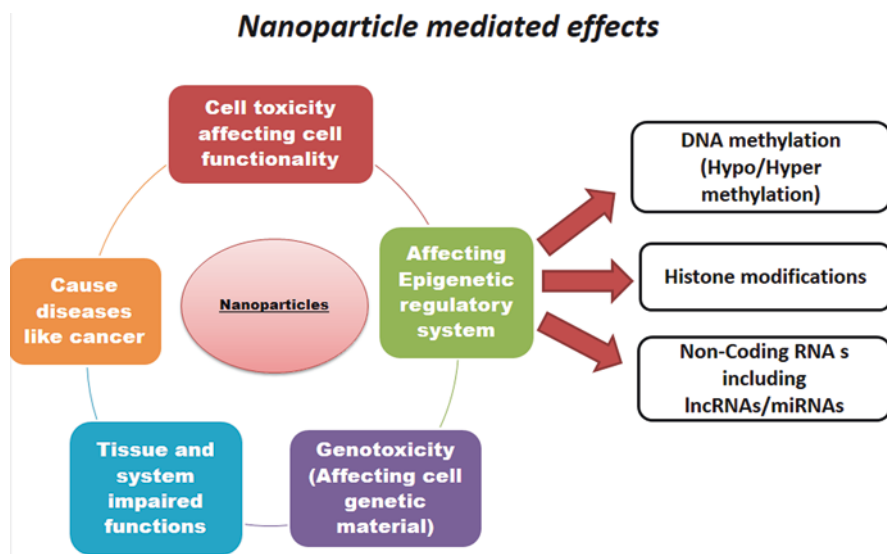 Nanoparticle mediated effects
Cell toxicity
affecting cell
functionality
DNA methylation
(Hypo/Hyper
methylation)
Affecting
Epigenetic
regulatory
system
Histone modifications
Cause
diseases
like cancer
Nanoparticles
Non-Coding RNA s
including
lncRNAs/miRNAs
Tissue and
system
impaired
functions
Genotoxicity
(Affecting cell
genetic
material)